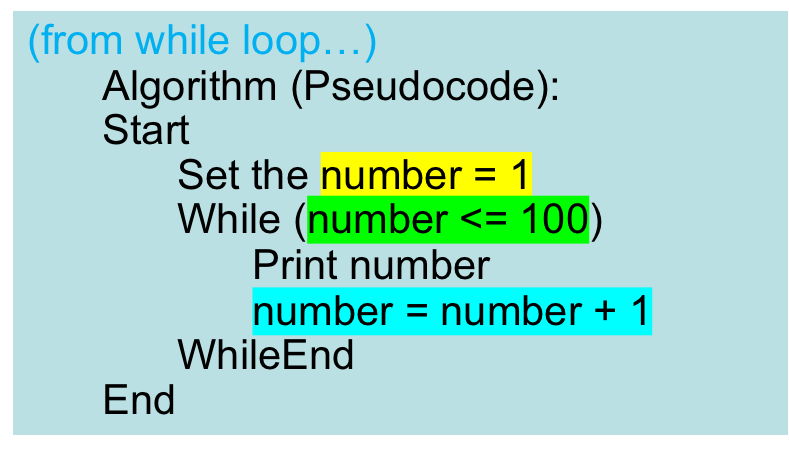 (from while loop…)
Algorithm (Pseudocode):
Start
Set the number = 1
While (number <= 100)
Print number
number = number + 1
WhileEnd
End